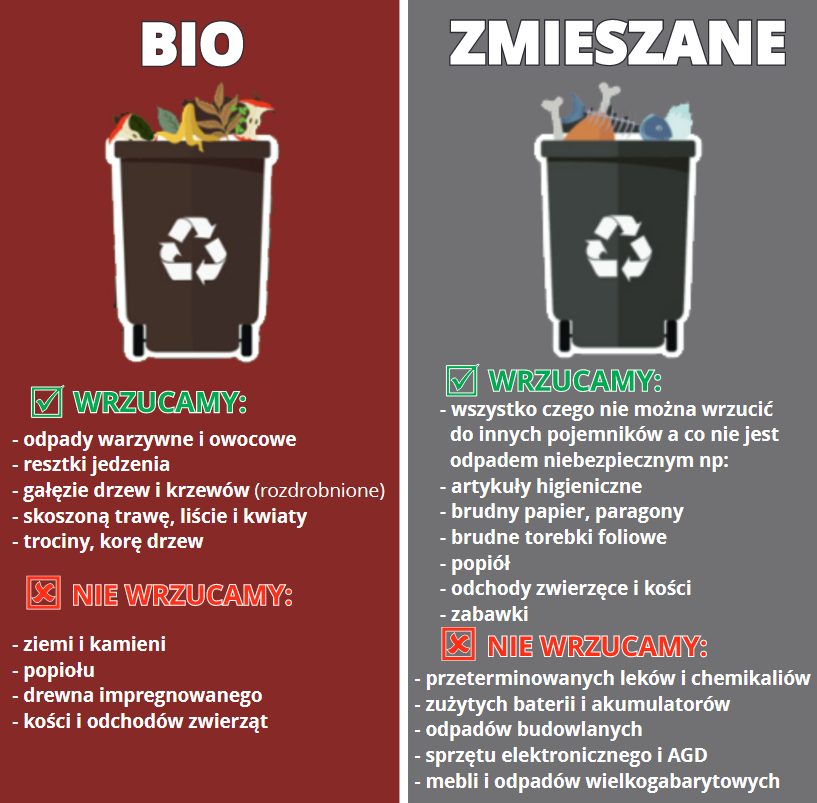 BIO
WRZUCAMY:
- odpady warzywne i owocowe
- resztki jedzenia
- gałęzie drzew i krzewów (rozdrobnione)
- skoszoną trawę, liście i kwiaty
- trociny, korę drzew
NIE WRZUCAMY:
- ziemi i kamieni
- popiołu
- drewna impregnowanego
- kości i odchodów zwierząt
ZMIESZANE
WRZUCAMY:
- wszystko czego nie można wrzucić
do innych pojemników a co nie jest
odpadem niebezpiecznym np:
- artykuły higieniczne
- brudny papier, paragony
- brudne torebki foliowe
- popiół
- odchody zwierzęce i kości
- zabawki
NIE WRZUCAMY:
- przeterminowanych leków i chemikaliów
- zużytych baterii i akumulatorów
- odpadów budowlanych
- sprzętu elektronicznego i AGD
- mebli i odpadów wielkogabarytowych